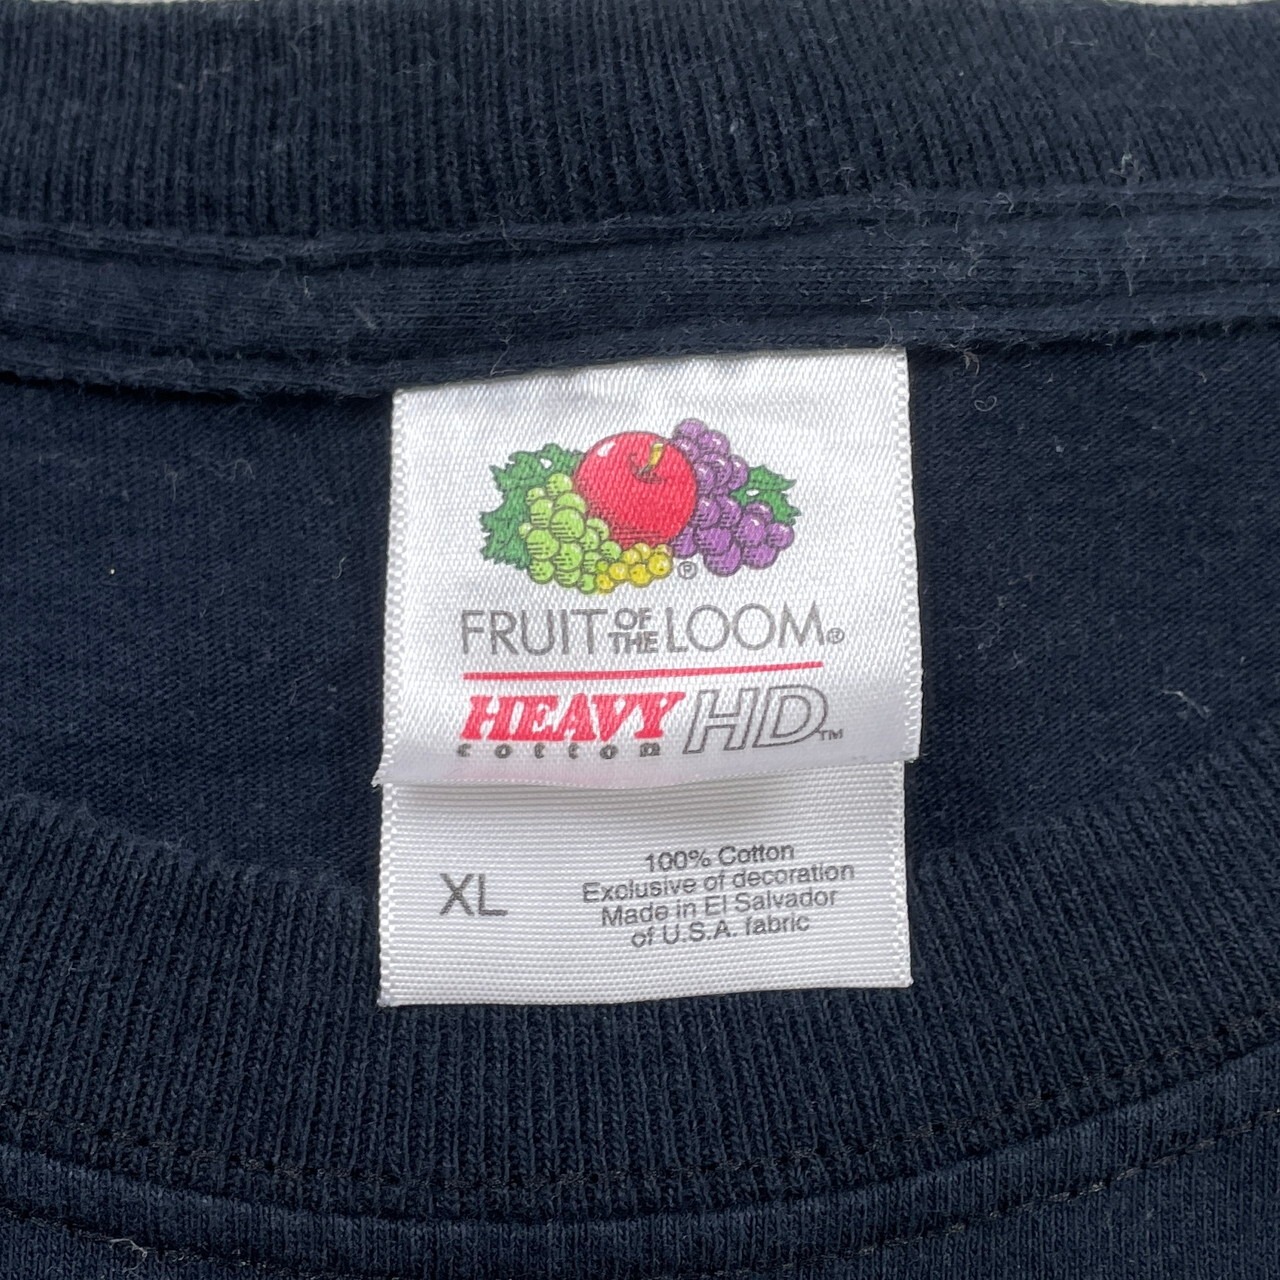 ®
FRUIT OF THE LOOM®
HEAVY cotton HD™
XL
100% Cotton
Exclusive of decoration
Made in El Salvador
of U.S.A. fabric